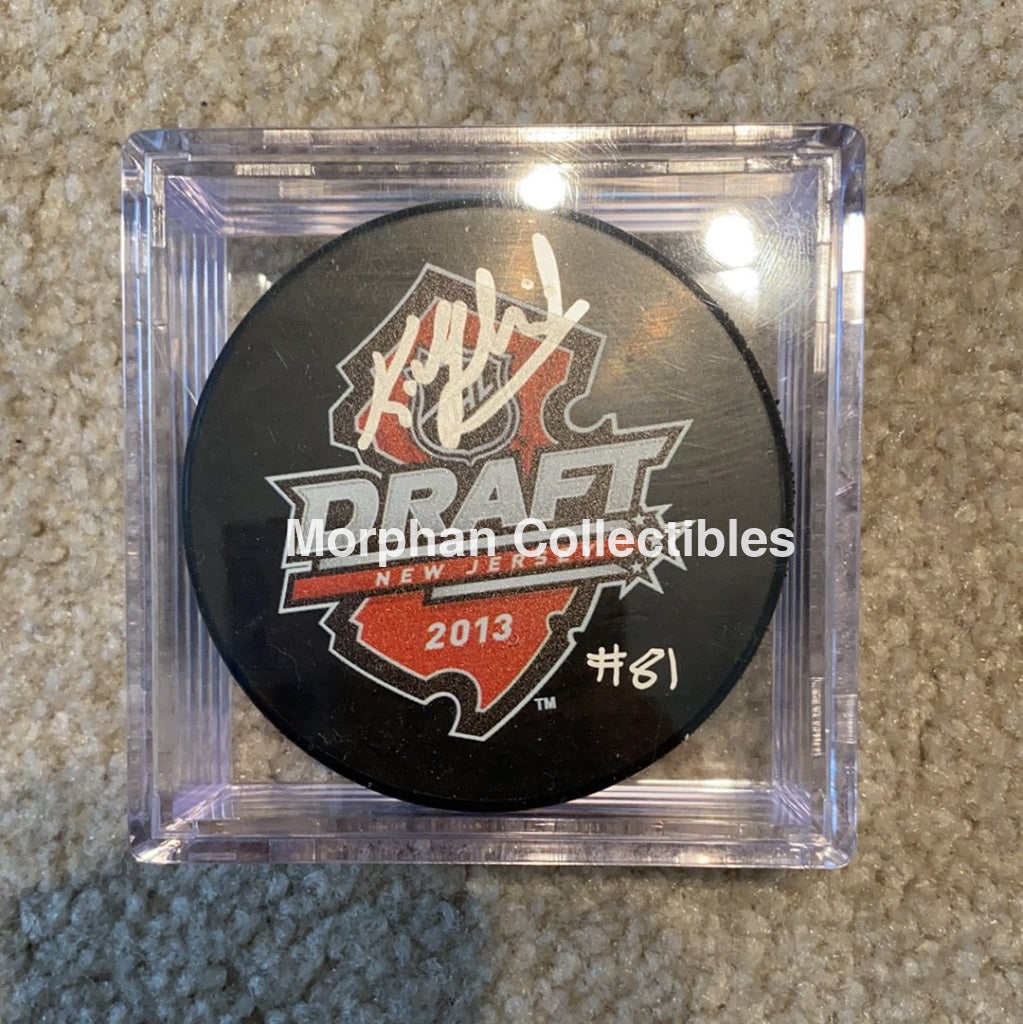 NHL
DRAFT
Morphan Collectibles
NEW JERSEY
2013
#81
TM